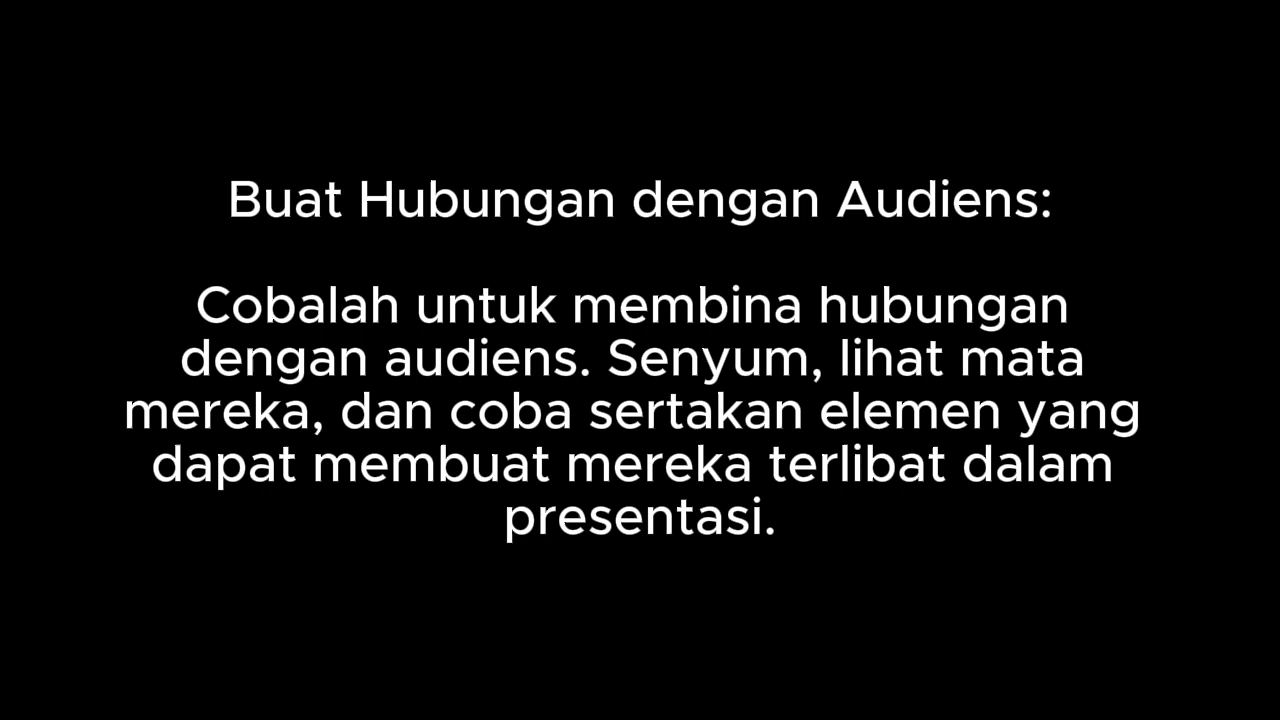 Buat Hubungan dengan Audiens:
Cobalah untuk membina hubungan
dengan audiens. Senyum, lihat mata
mereka, dan coba sertakan elemen yang
dapat membuat mereka terlibat dalam
presentasi.